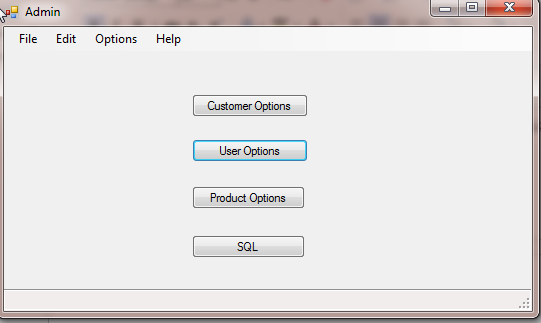 Admin
File Edit Options Help
Customer Options
User Options
Product Options
SQL